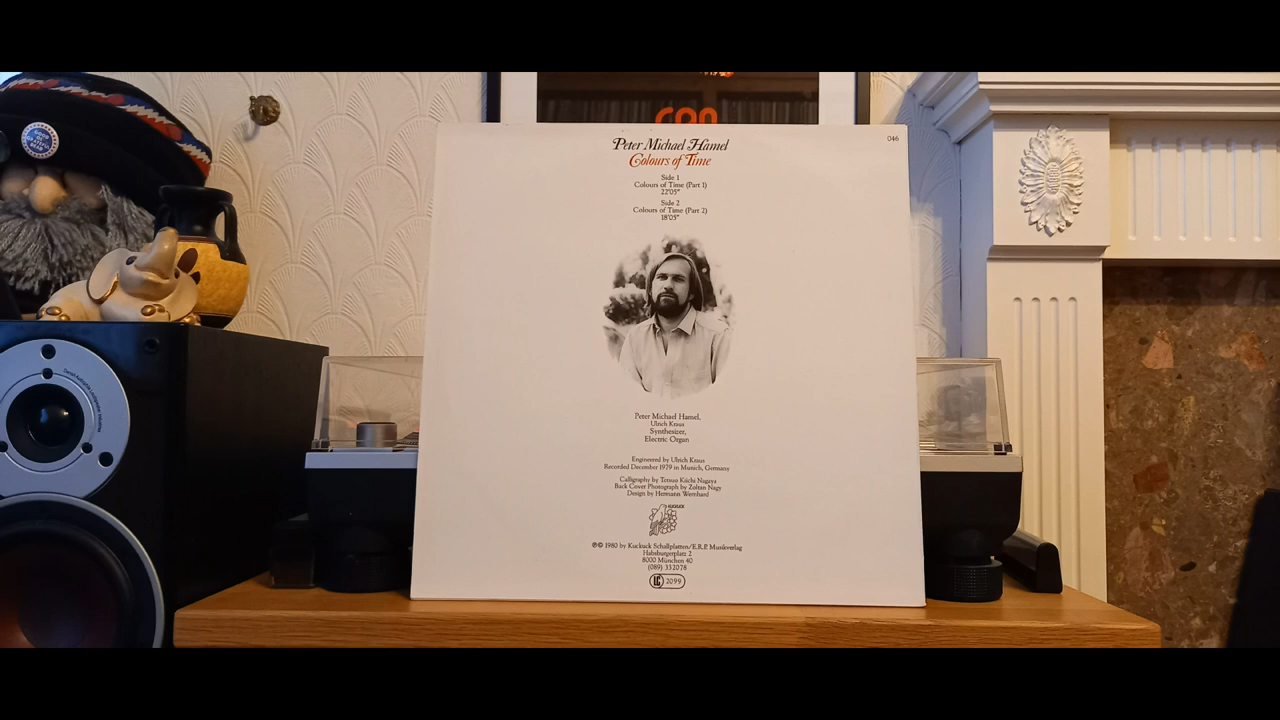 can
046
Peter Michael Hamel
Colours of Time
Side 1
Colours of Time (Part 1)
22'05"
Side 2
Colours of Time (Part 2)
18'05"
Peter Michael Hamel,
Ulrich Kraus
Synthesizer,
Electric Organ
Engineered by Ulrich Kraus
Recorded December 1979 in Munich, Germany
Calligraphy by Tetsuo Kiichi Nagaya
Back Cover Photograph by Zoltan Nagy
Design by Hermann Wernhard
KUCKUCK
℗© 1980 by Kuckuck Schallplatten/E.R.P. Musikverlag
Habsburgerplatz 2
8000 München 40
(089) 332078
LC 2099